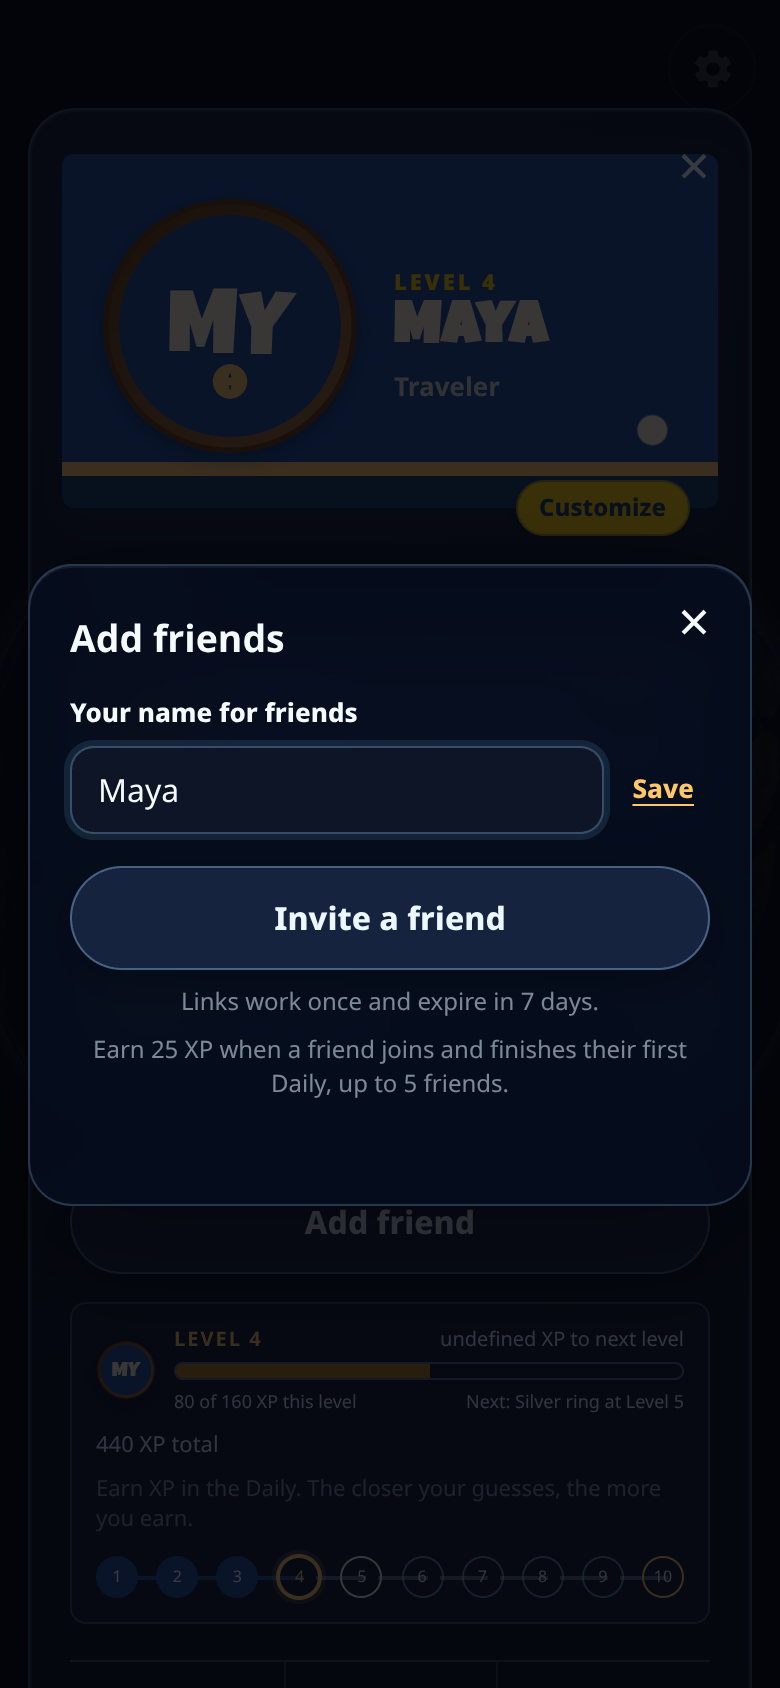 LEVEL 4
MY
MAYA
Traveler
Customize
Add friends
Your name for friends
Maya
Save
Invite a friend
Links work once and expire in 7 days.
Earn 25 XP when a friend joins and finishes their first
Daily, up to 5 friends.
Add friend
LEVEL 4
undefined XP to next level
MY
80 of 160 XP this level
Next: Silver ring at Level 5
440 XP total
Earn XP in the Daily. The closer your guesses, the more
you earn.
1 2 3 4 5 6 7 8 9 10